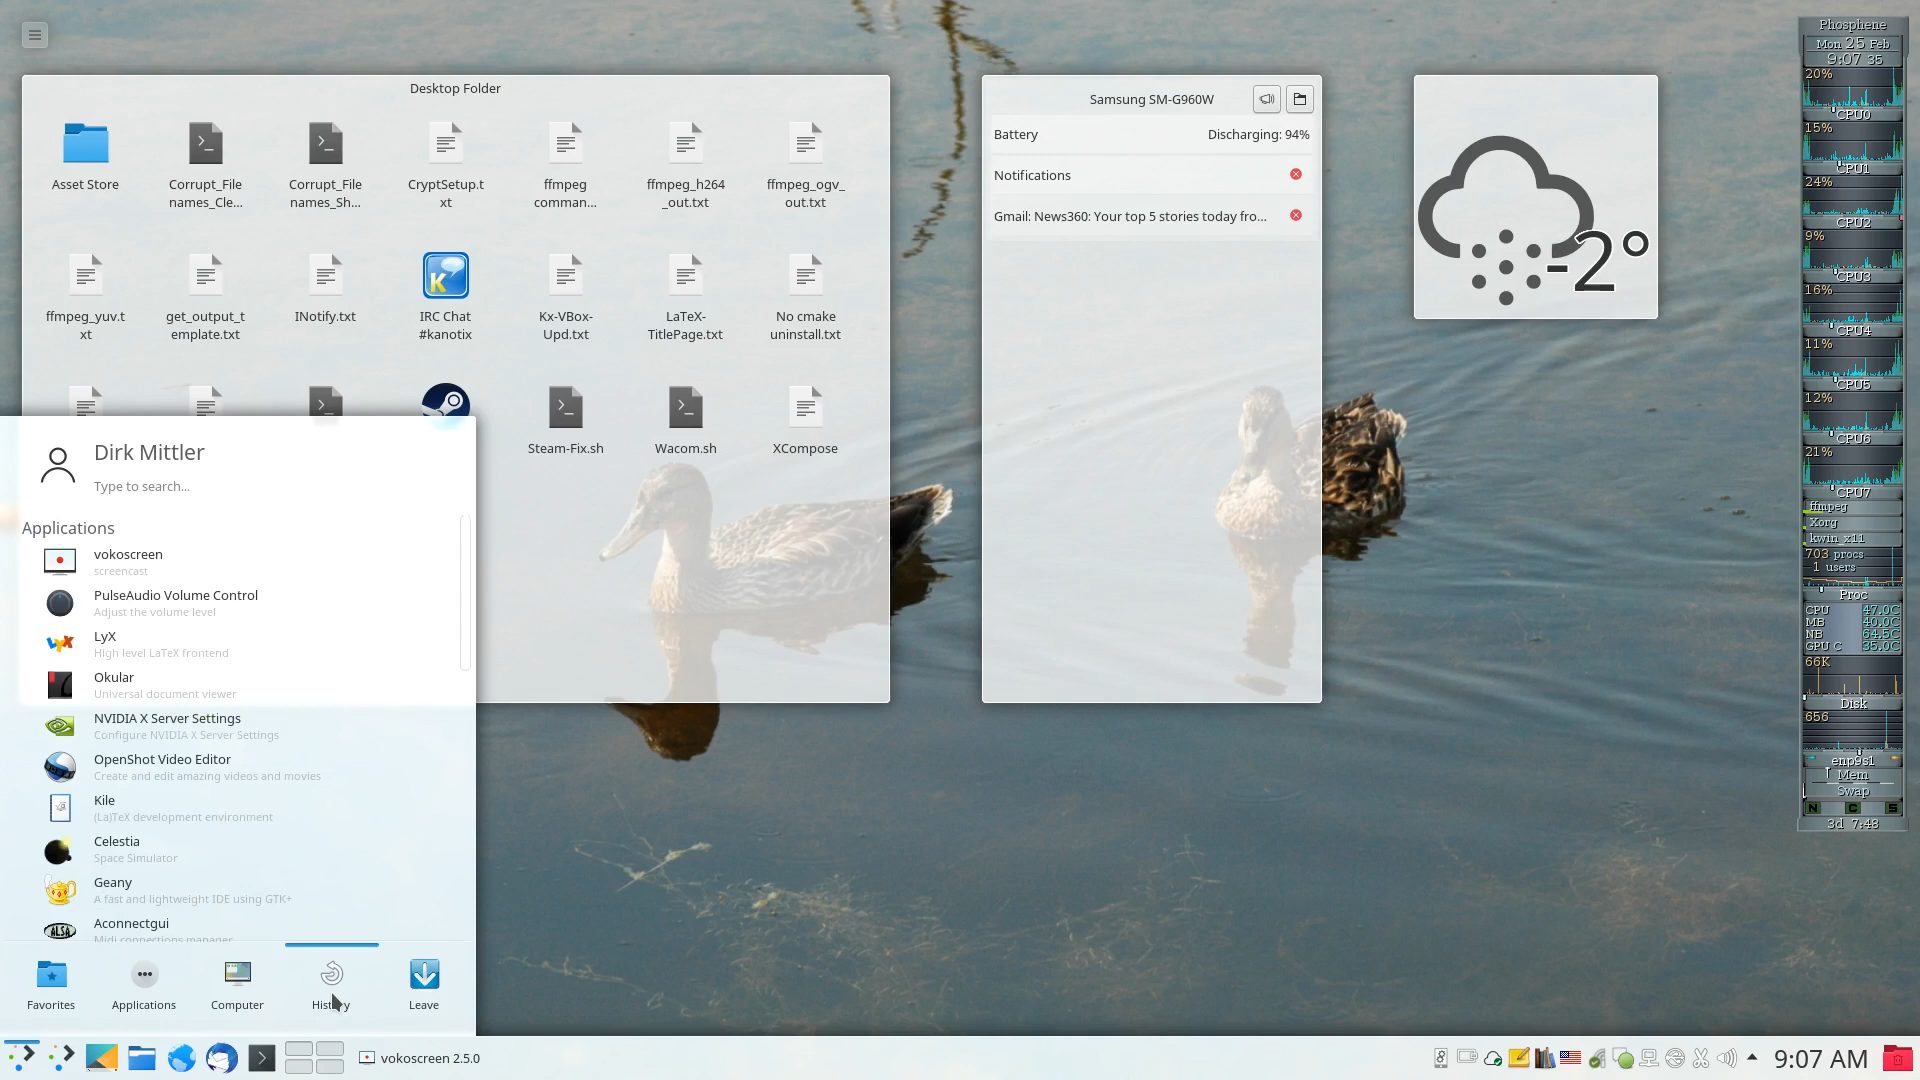 Desktop Folder
Asset Store
Corrupt_File
names_Cle...
Corrupt_File
names_Sh...
CryptSetup.t
xt
ffmpeg
comman...
ffmpeg_h264
_out.txt
ffmpeg_ogv_
out.txt
ffmpeg_yuv.t
xt
get_output_t
emplate.txt
INotify.txt
IRC Chat
#kanotix
Kx-VBox-
Upd.txt
LaTeX-
TitlePage.txt
No cmake
uninstall.txt
Steam-Fix.sh
Wacom.sh
XCompose
Samsung SM-G960W
Battery
Discharging: 94%
Notifications
Gmail: News360: Your top 5 stories today fro...
-2°
Phosphene
Mon 25 Feb
9:07 35
20%
CPU0
15%
CPU1
24%
CPU2
9%
CPU3
16%
CPU4
11%
CPU5
12%
CPU6
21%
CPU7
ffmpeg
Xorg
kwin_x11
703 procs
1 users
Proc
CPU 47.0C
MB 40.0C
NB 64.5C
GPU C 35.0C
66K
Disk
656
enp9s1
Mem
Swap
N C S
3d 7:48
Dirk Mittler
Type to search...
Applications
vokoscreen
screencast
PulseAudio Volume Control
Adjust the volume level
LyX
High level LaTeX frontend
Okular
Universal document viewer
NVIDIA X Server Settings
Configure NVIDIA X Server Settings
OpenShot Video Editor
Create and edit amazing videos and movies
Kile
(La)TeX development environment
Celestia
Space Simulator
Geany
A fast and lightweight IDE using GTK+
Aconnectgui
Midi connections manager
ALSA
Favorites
Applications
Computer
History
Leave
vokoscreen 2.5.0
9:07 AM